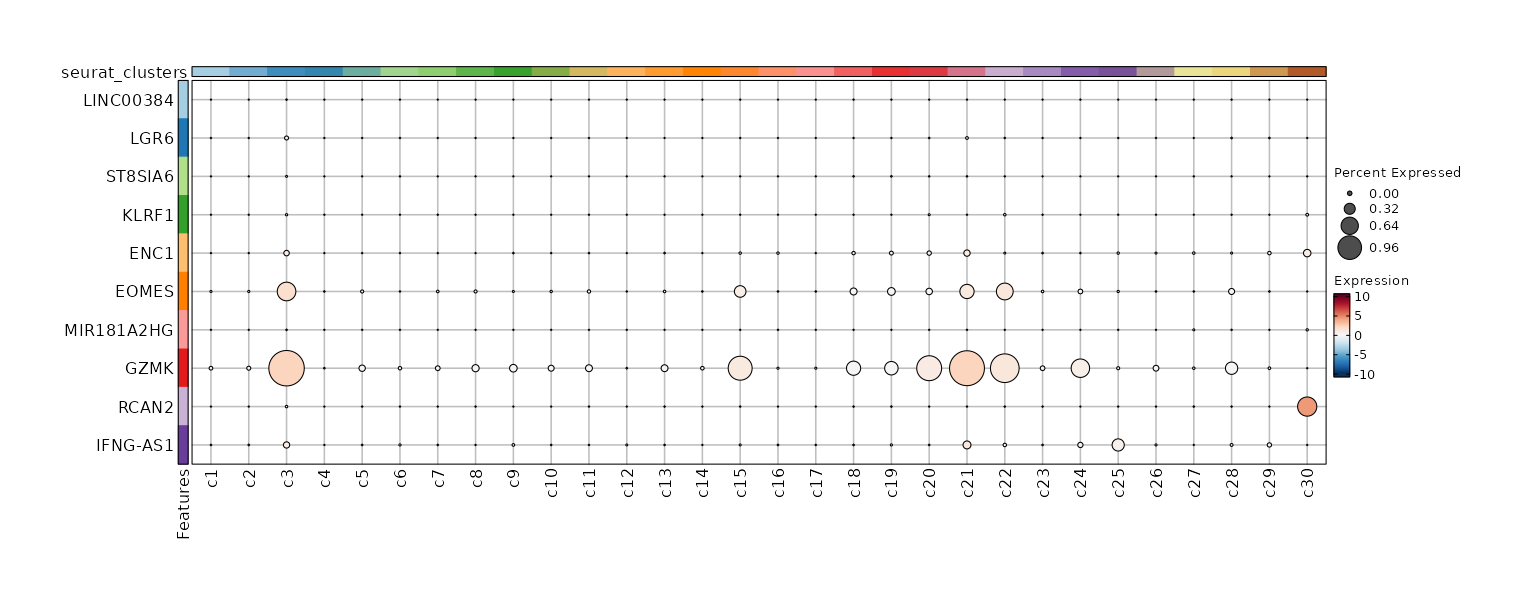 seurat_clusters
LINC00384
LGR6
ST8SIA6
KLRF1
ENC1
EOMES
MIR181A2HG
GZMK
RCAN2
IFNG-AS1
Features
c1
c2
c3
c4
c5
c6
c7
c8
c9
c10
c11
c12
c13
c14
c15
c16
c17
c18
c19
c20
c21
c22
c23
c24
c25
c26
c27
c28
c29
c30
Percent Expressed
0.00
0.32
0.64
0.96
Expression
10
5
0
-5
-10